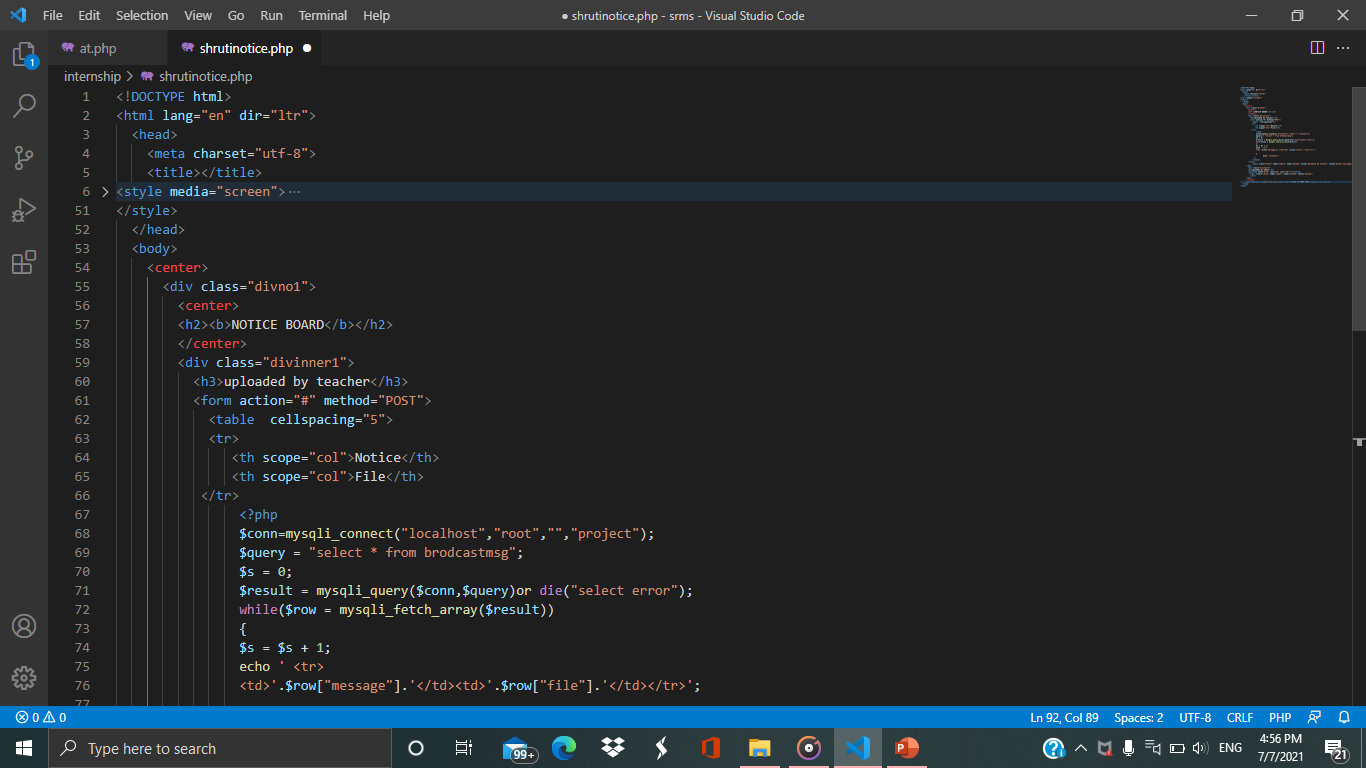 File Edit Selection View Go Run Terminal Help ● shrutinotice.php - srms - Visual Studio Code
at.php shrutinotice.php
internship > shrutinotice.php
1 <!DOCTYPE html>
2 <html lang="en" dir="ltr">
3 <head>
4 <meta charset="utf-8">
5 <title></title>
6 <style media="screen"> ...
51 </style>
52 </head>
53 <body>
54 <center>
55 <div class="divno1">
56 <center>
57 <h2><b>NOTICE BOARD</b></h2>
58 </center>
59 <div class="divinner1">
60 <h3>uploaded by teacher</h3>
61 <form action="#" method="POST">
62 <table  cellspacing="5">
63 <tr>
64 <th scope="col">Notice</th>
65 <th scope="col">File</th>
66 </tr>
67 <?php
68 $conn=mysqli_connect("localhost","root","","project");
69 $query = "select * from brodcastmsg";
70 $s = 0;
71 $result = mysqli_query($conn,$query)or die("select error");
72 while($row = mysqli_fetch_array($result))
73 {
74 $s = $s + 1;
75 echo ' <tr>
76 <td>'.$row["message"].'</td><td>'.$row["file"].'</td></tr>';
77
1
0 0 Ln 92, Col 89 Spaces: 2 UTF-8 CRLF PHP
Type here to search 99+ ENG 4:56 PM
7/7/2021 21